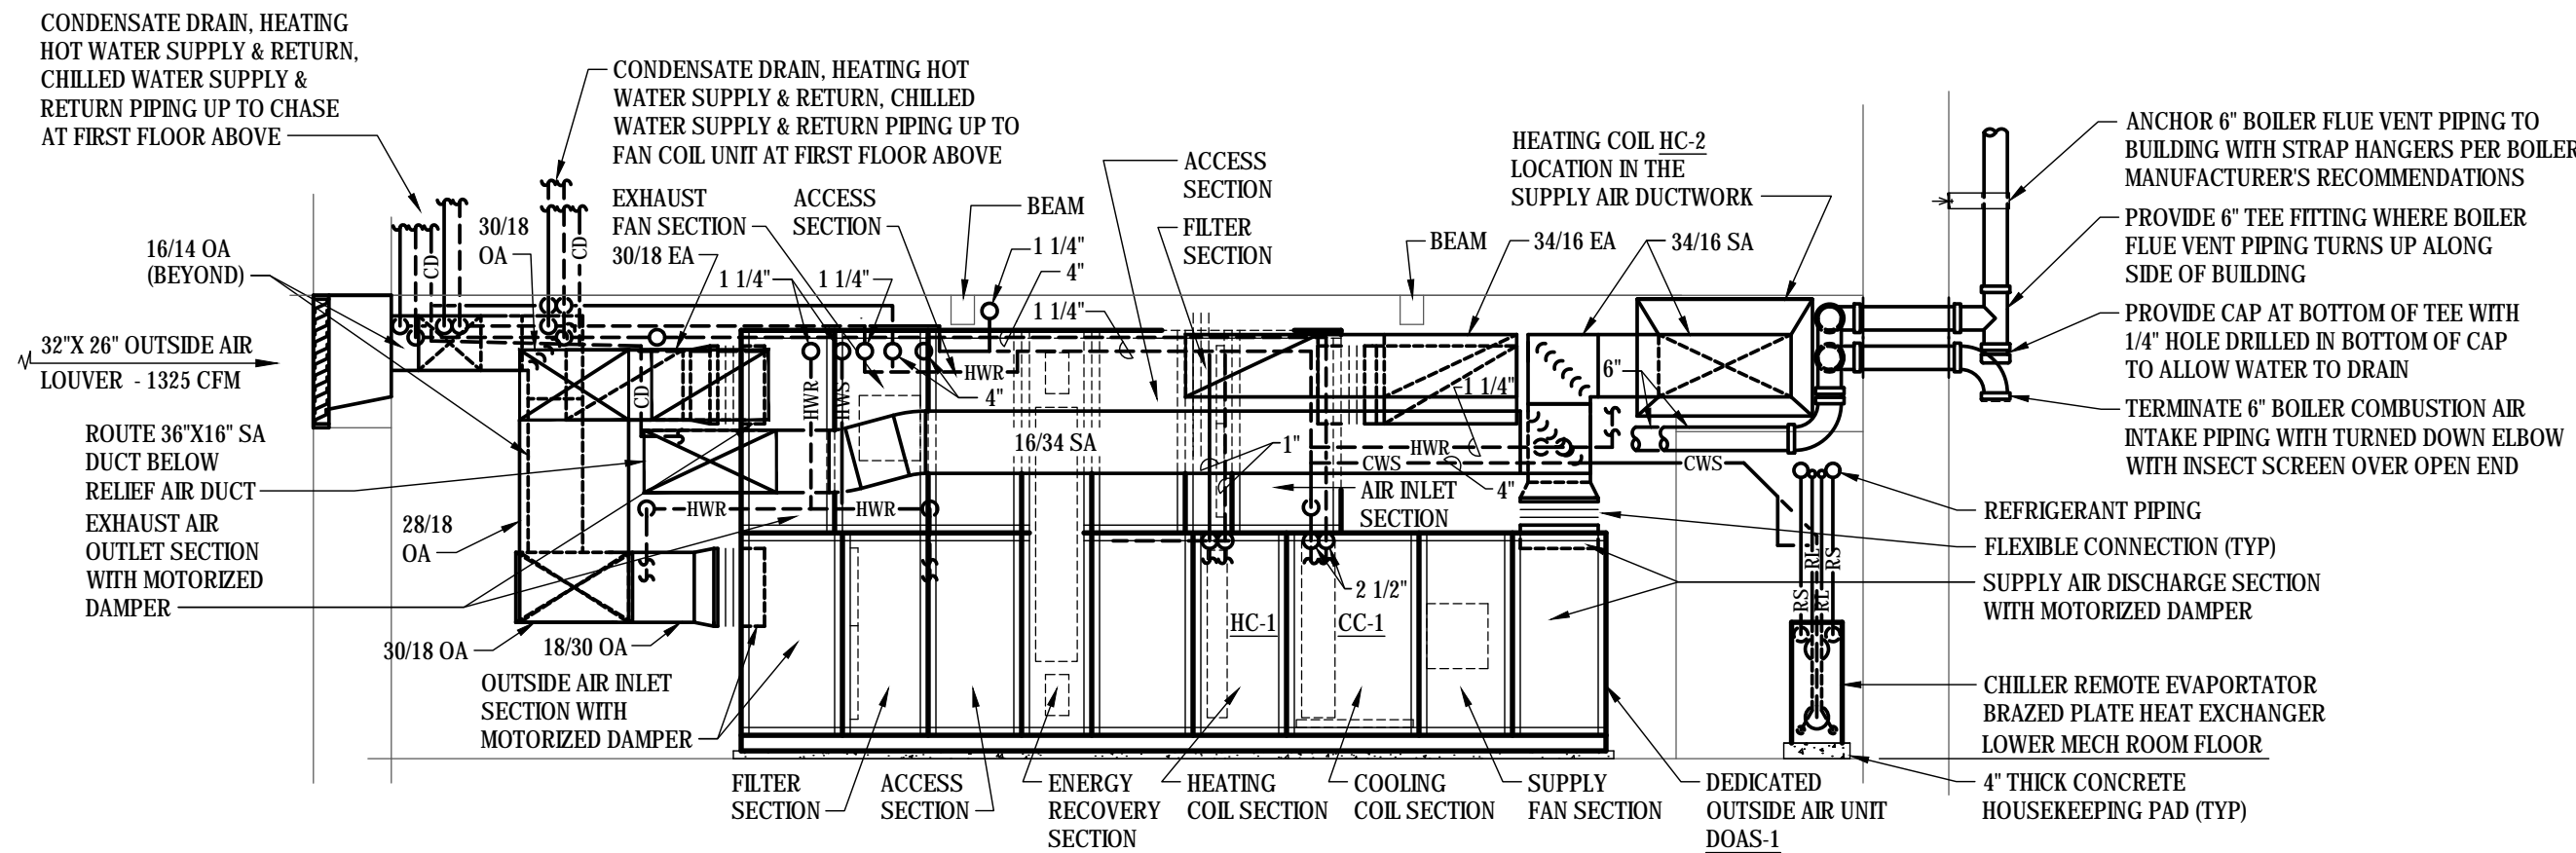 CONDENSATE DRAIN, HEATING
HOT WATER SUPPLY & RETURN,
CHILLED WATER SUPPLY &
RETURN PIPING UP TO CHASE
AT FIRST FLOOR ABOVE
CONDENSATE DRAIN, HEATING HOT
WATER SUPPLY & RETURN, CHILLED
WATER SUPPLY & RETURN PIPING UP TO
FAN COIL UNIT AT FIRST FLOOR ABOVE
16/14 OA
(BEYOND)
30/18
OA
EXHAUST
FAN SECTION
30/18 EA
ACCESS
SECTION
BEAM
1 1/4"
4"
1 1/4"
1 1/4"
1 1/4"
ACCESS
SECTION
FILTER
SECTION
BEAM
HEATING COIL HC-2
LOCATION IN THE
SUPPLY AIR DUCTWORK
34/16 EA
34/16 SA
ANCHOR 6" BOILER FLUE VENT PIPING TO
BUILDING WITH STRAP HANGERS PER BOILER
MANUFACTURER'S RECOMMENDATIONS
PROVIDE 6" TEE FITTING WHERE BOILER
FLUE VENT PIPING TURNS UP ALONG
SIDE OF BUILDING
PROVIDE CAP AT BOTTOM OF TEE WITH
1/4" HOLE DRILLED IN BOTTOM OF CAP
TO ALLOW WATER TO DRAIN
TERMINATE 6" BOILER COMBUSTION AIR
INTAKE PIPING WITH TURNED DOWN ELBOW
WITH INSECT SCREEN OVER OPEN END
CD
CD
CD
32"X 26" OUTSIDE AIR
LOUVER - 1325 CFM
HWR
HWS
HWR
4"
6"
1 1/4"
ROUTE 36"X16" SA
DUCT BELOW
RELIEF AIR DUCT
EXHAUST AIR
OUTLET SECTION
WITH MOTORIZED
DAMPER
16/34 SA
1"
HWR
CWS
4"
CWS
AIR INLET
SECTION
HWR
HWR
28/18
OA
REFRIGERANT PIPING
FLEXIBLE CONNECTION (TYP)
SUPPLY AIR DISCHARGE SECTION
WITH MOTORIZED DAMPER
RL
RS
RS
RL
2 1/2"
HC-1
CC-1
30/18 OA
18/30 OA
OUTSIDE AIR INLET
SECTION WITH
MOTORIZED DAMPER
CHILLER REMOTE EVAPORTATOR
BRAZED PLATE HEAT EXCHANGER
LOWER MECH ROOM FLOOR
4" THICK CONCRETE
HOUSEKEEPING PAD (TYP)
FILTER
SECTION
ACCESS
SECTION
ENERGY
RECOVERY
SECTION
HEATING
COIL SECTION
COOLING
COIL SECTION
SUPPLY
FAN SECTION
DEDICATED
OUTSIDE AIR UNIT
DOAS-1